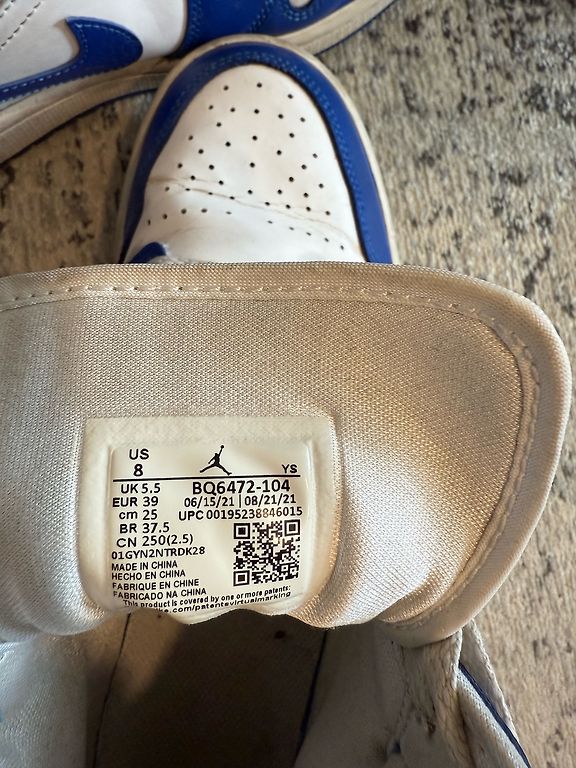 US
8 YS
UK 5.5 BQ6472-104
EUR 39 06/15/21 | 08/21/21
cm 25 UPC 00195238846015
BR 37.5
CN 250(2.5)
01GYN2NTRDK28
MADE IN CHINA
HECHO EN CHINA
FABRIQUE EN CHINE
FABRICADO NA CHINA
This product is covered by one or more patents:
.com/patentsvirtualmarking